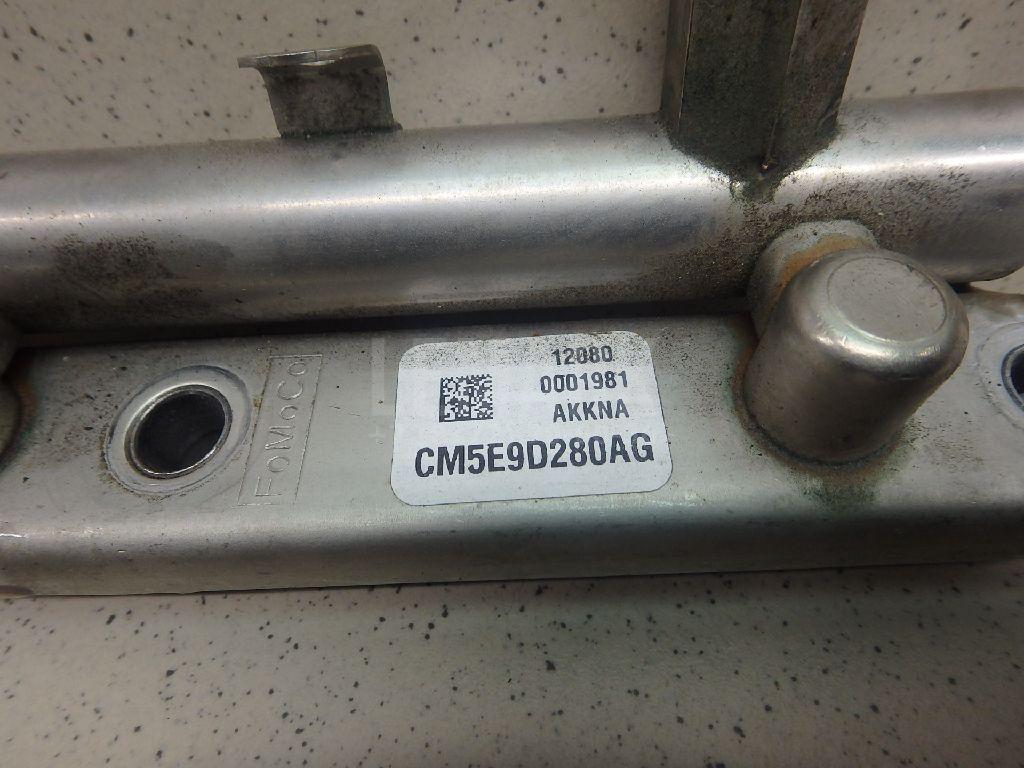 FoMoCo
12080
0001981
AKKNA
CM5E9D280AG